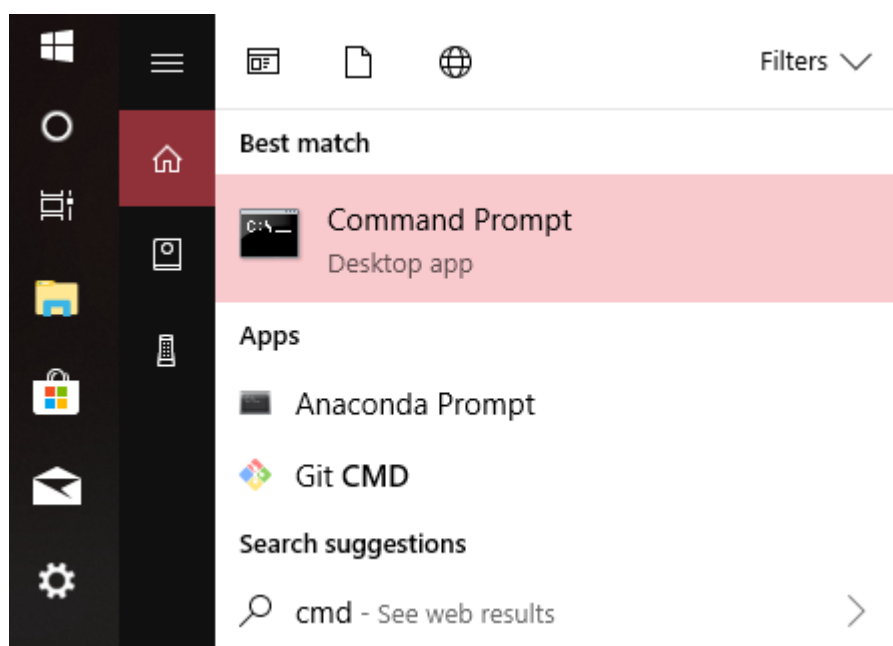 Filters
Best match
C:\
Command Prompt
Desktop app
Apps
Anaconda Prompt
Git CMD
Search suggestions
cmd - See web results